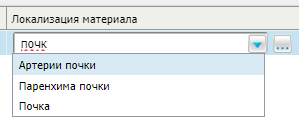 Локализация материала
почк
Артерии почки
Паренхима почки
Почка